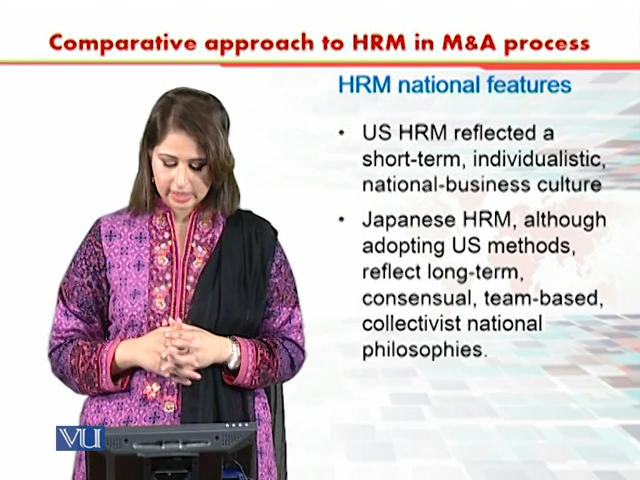 Comparative approach to HRM in M&A process
HRM national features
• US HRM reflected a
short-term, individualistic,
national-business culture
• Japanese HRM, although
adopting US methods,
reflect long-term,
consensual, team-based,
collectivist national
philosophies.
VU